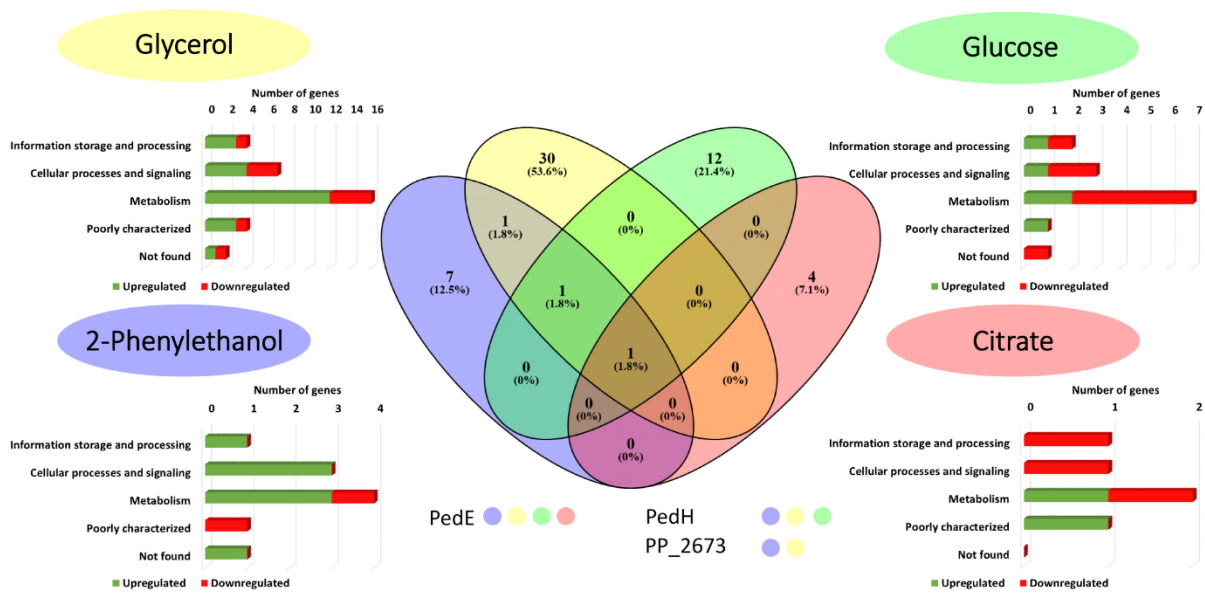 Glycerol
Number of genes
0 2 4 6 8 10 12 14 16
Information storage and processing
Cellular processes and signaling
Metabolism
Poorly characterized
Not found
Upregulated Downregulated
Glucose
Number of genes
0 1 2 3 4 5 6 7
Information storage and processing
Cellular processes and signaling
Metabolism
Poorly characterized
Not found
Upregulated Downregulated
30
(53.6%)
12
(21.4%)
1
(1.8%)
0
(0%)
0
(0%)
7
(12.5%)
1
(1.8%)
0
(0%)
4
(7.1%)
0
(0%)
1
(1.8%)
0
(0%)
0
(0%)
0
(0%)
0
(0%)
2-Phenylethanol
Number of genes
0 1 2 3 4
Information storage and processing
Cellular processes and signaling
Metabolism
Poorly characterized
Not found
Upregulated Downregulated
PedE
PedH
PP_2673
Citrate
Number of genes
0 1 2
Information storage and processing
Cellular processes and signaling
Metabolism
Poorly characterized
Not found
Upregulated Downregulated